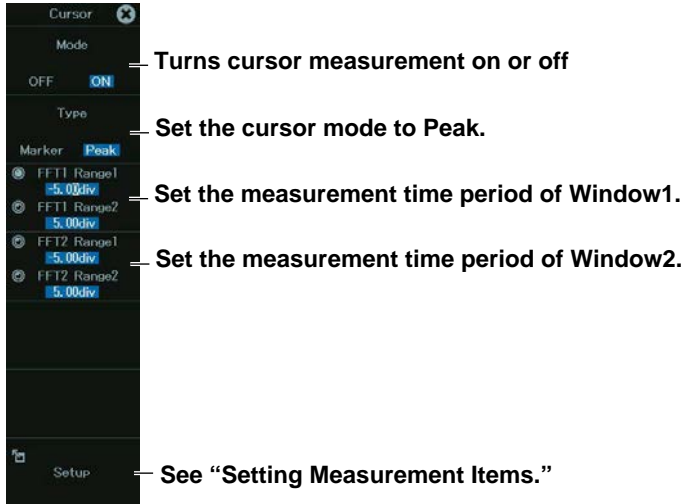 Cursor
Mode
OFF ON
Turns cursor measurement on or off
Type
Marker Peak
Set the cursor mode to Peak.
FFT1 Range1
-5.00div
FFT1 Range2
5.00div
Set the measurement time period of Window1.
FFT2 Range1
-5.00div
FFT2 Range2
5.00div
Set the measurement time period of Window2.
Setup
See “Setting Measurement Items.”